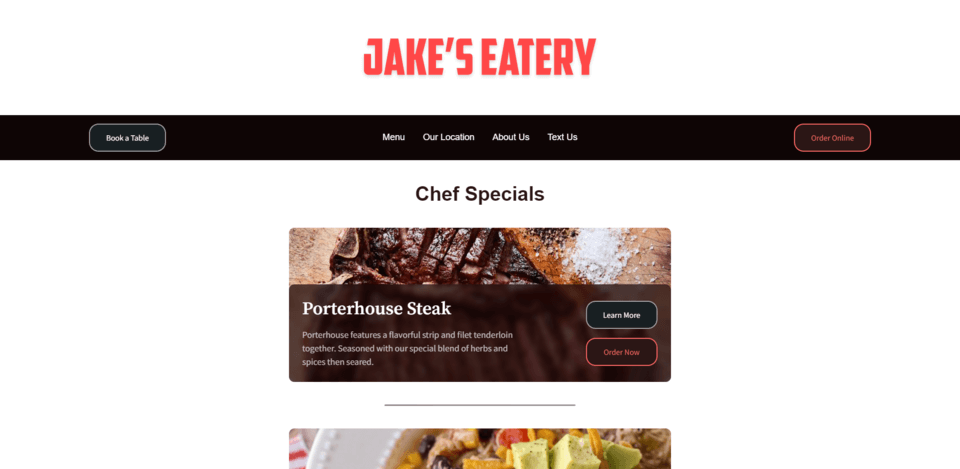 JAKE'S EATERY
Book a Table
Menu
Our Location
About Us
Text Us
Order Online
Chef Specials
Porterhouse Steak
Porterhouse features a flavorful strip and filet tenderloin
together. Seasoned with our special blend of herbs and
spices then seared.
Learn More
Order Now